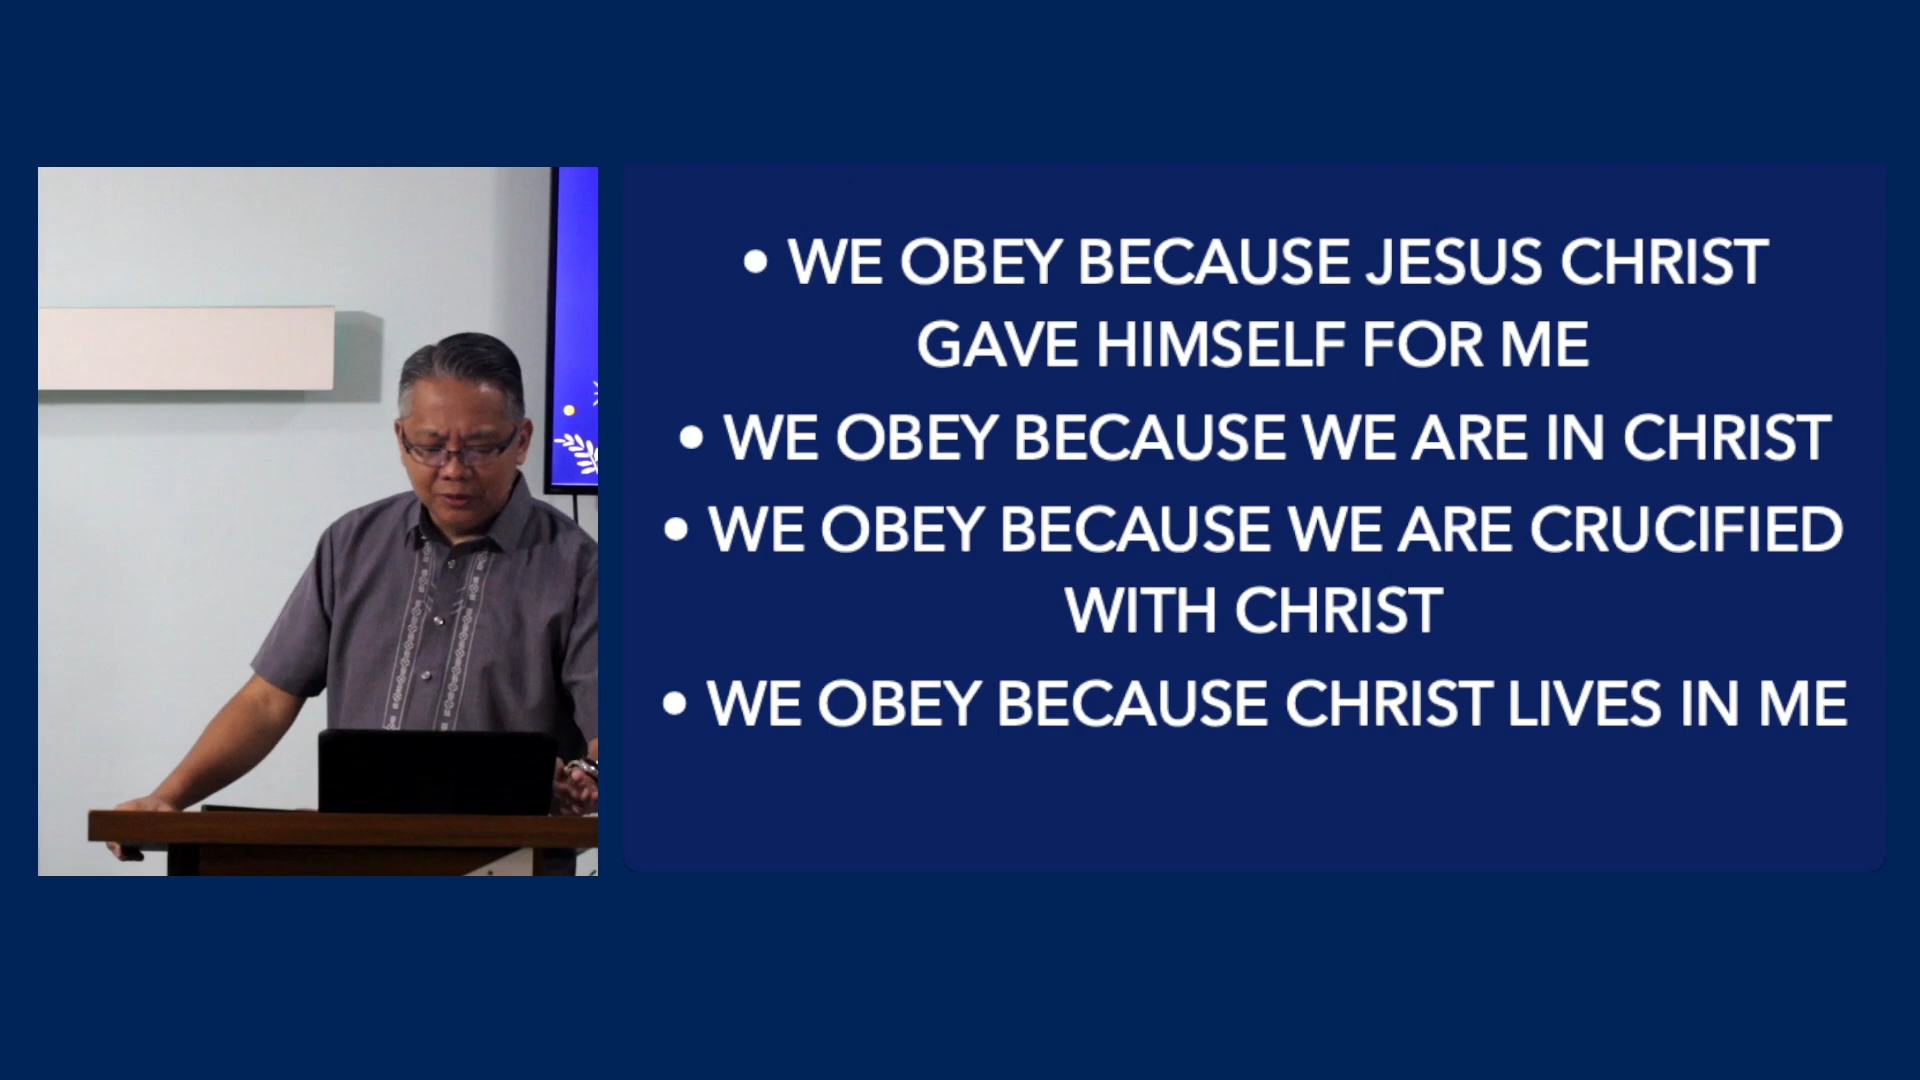 • WE OBEY BECAUSE JESUS CHRIST
GAVE HIMSELF FOR ME
• WE OBEY BECAUSE WE ARE IN CHRIST
• WE OBEY BECAUSE WE ARE CRUCIFIED
WITH CHRIST
• WE OBEY BECAUSE CHRIST LIVES IN ME